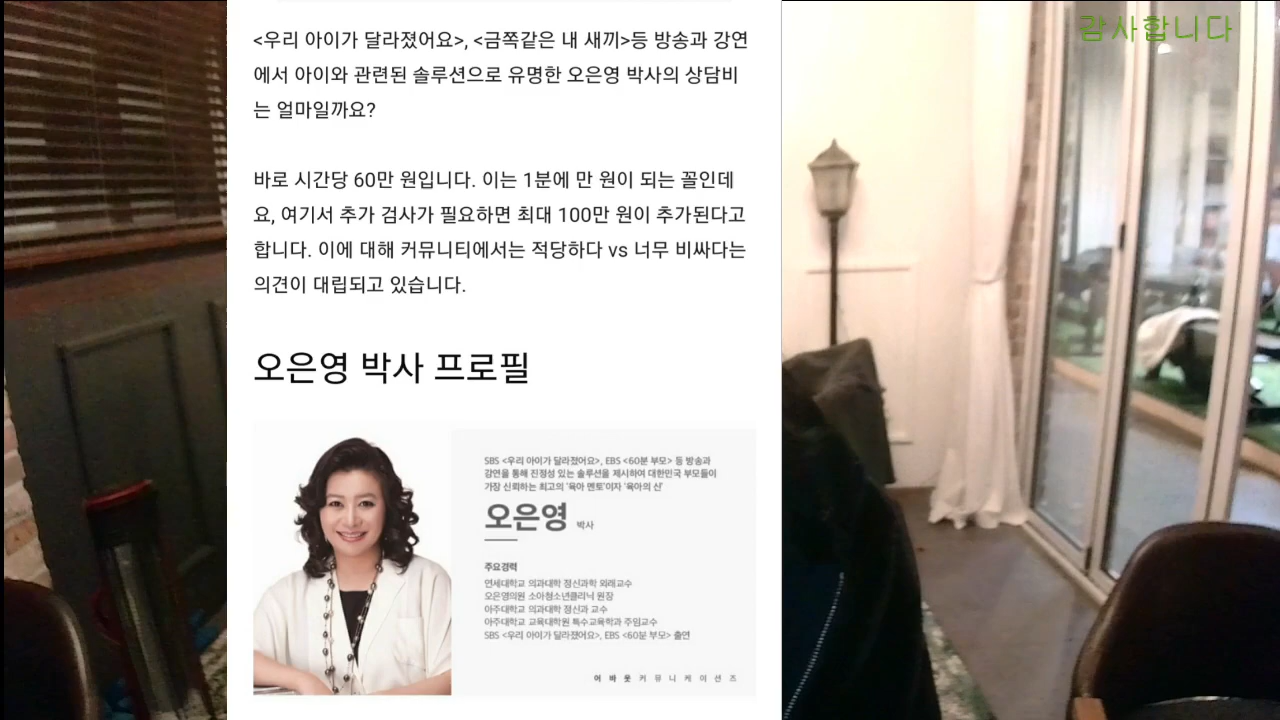 <우리 아이가 달라졌어요>, <금쪽같은 내 새끼>등 방송과 강연
에서 아이와 관련된 솔루션으로 유명한 오은영 박사의 상담비
는 얼마일까요?
바로 시간당 60만 원입니다. 이는 1분에 만 원이 되는 꼴인데
요, 여기서 추가 검사가 필요하면 최대 100만 원이 추가된다고
합니다. 이에 대해 커뮤니티에서는 적당하다 vs 너무 비싸다는
의견이 대립되고 있습니다.
오은영 박사 프로필
SBS <우리 아이가 달라졌어요>, EBS <60분 부모> 등 방송과
강연을 통해 진정성 있는 솔루션을 제시하여 대한민국 부모들이
가장 신뢰하는 최고의 '육아 멘토'이자 '육아의 신'
오은영 박사
주요경력
연세대학교 의과대학 정신과학 외래교수
오은영의원 소아청소년클리닉 원장
아주대학교 의과대학 정신과 교수
아주대학교 교육대학원 특수교육학과 주임교수
SBS <우리 아이가 달라졌어요>, EBS <60분 부모> 출연
어바웃커뮤니케이션즈
감사합니다